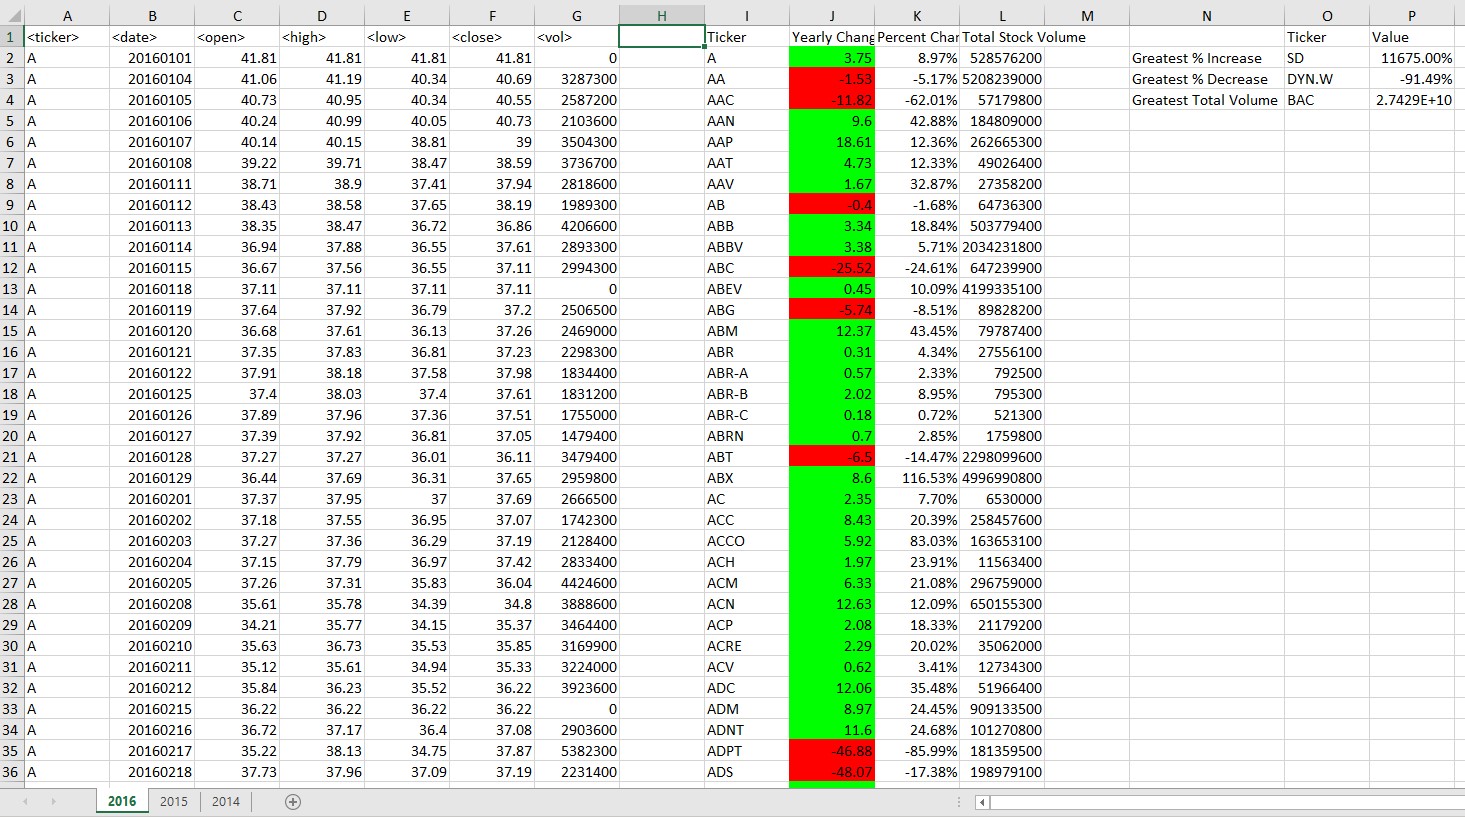 A B C D E F G H I J K L M N O P
1 <ticker> <date> <open> <high> <low> <close> <vol> Ticker Yearly Chang Percent Char Total Stock Volume Ticker Value
2 A 20160101 41.81 41.81 41.81 41.81 0 A 3.75 8.97% 528576200 Greatest % Increase SD 11675.00%
3 A 20160104 41.06 41.19 40.34 40.69 3287300 AA -1.53 -5.17% 5208239000 Greatest % Decrease DYN.W -91.49%
4 A 20160105 40.73 40.95 40.34 40.55 2587200 AAC -11.82 -62.01% 57179800 Greatest Total Volume BAC 2.7429E+10
5 A 20160106 40.24 40.99 40.05 40.73 2103600 AAN 9.6 42.88% 184809000
6 A 20160107 40.14 40.15 38.81 39 3504300 AAP 18.61 12.36% 262665300
7 A 20160108 39.22 39.71 38.47 38.59 3736700 AAT 4.73 12.33% 49026400
8 A 20160111 38.71 38.9 37.41 37.94 2818600 AAV 1.67 32.87% 27358200
9 A 20160112 38.43 38.58 37.65 38.19 1989300 AB -0.4 -1.68% 64736300
10 A 20160113 38.35 38.47 36.72 36.86 4206600 ABB 3.34 18.84% 503779400
11 A 20160114 36.94 37.88 36.55 37.61 2893300 ABBV 3.38 5.71% 2034231800
12 A 20160115 36.67 37.56 36.55 37.11 2994300 ABC -25.52 -24.61% 647239900
13 A 20160118 37.11 37.11 37.11 37.11 0 ABEV 0.45 10.09% 4199335100
14 A 20160119 37.64 37.92 36.79 37.2 2506500 ABG -5.74 -8.51% 89828200
15 A 20160120 36.68 37.61 36.13 37.26 2469000 ABM 12.37 43.45% 79787400
16 A 20160121 37.35 37.83 36.81 37.23 2298300 ABR 0.31 4.34% 27556100
17 A 20160122 37.91 38.18 37.58 37.98 1834400 ABR-A 0.57 2.33% 792500
18 A 20160125 37.4 38.03 37.4 37.61 1831200 ABR-B 2.02 8.95% 795300
19 A 20160126 37.89 37.96 37.36 37.51 1755000 ABR-C 0.18 0.72% 521300
20 A 20160127 37.39 37.92 36.81 37.05 1479400 ABRN 0.7 2.85% 1759800
21 A 20160128 37.27 37.27 36.01 36.11 3479400 ABT -6.5 -14.47% 2298099600
22 A 20160129 36.44 37.69 36.31 37.65 2959800 ABX 8.6 116.53% 4996990800
23 A 20160201 37.37 37.95 37 37.69 2666500 AC 2.35 7.70% 6530000
24 A 20160202 37.18 37.55 36.95 37.07 1742300 ACC 8.43 20.39% 258457600
25 A 20160203 37.27 37.36 36.29 37.19 2128400 ACCO 5.92 83.03% 163653100
26 A 20160204 37.15 37.79 36.97 37.42 2833400 ACH 1.97 23.91% 11563400
27 A 20160205 37.26 37.31 35.83 36.04 4424600 ACM 6.33 21.08% 296759000
28 A 20160208 35.61 35.78 34.39 34.8 3888600 ACN 12.63 12.09% 650155300
29 A 20160209 34.21 35.77 34.15 35.37 3464400 ACP 2.08 18.33% 21179200
30 A 20160210 35.63 36.73 35.53 35.85 3169900 ACRE 2.29 20.02% 35062000
31 A 20160211 35.12 35.61 34.94 35.33 3224000 ACV 0.62 3.41% 12734300
32 A 20160212 35.84 36.23 35.52 36.22 3923600 ADC 12.06 35.48% 51966400
33 A 20160215 36.22 36.22 36.22 36.22 0 ADM 8.97 24.45% 909133500
34 A 20160216 36.72 37.17 36.4 37.08 2903600 ADNT 11.6 24.68% 101270800
35 A 20160217 35.22 38.13 34.75 37.87 5382300 ADPT -46.88 -85.99% 181359500
36 A 20160218 37.73 37.96 37.09 37.19 2231400 ADS -48.07 -17.38% 198979100
2016 2015 2014